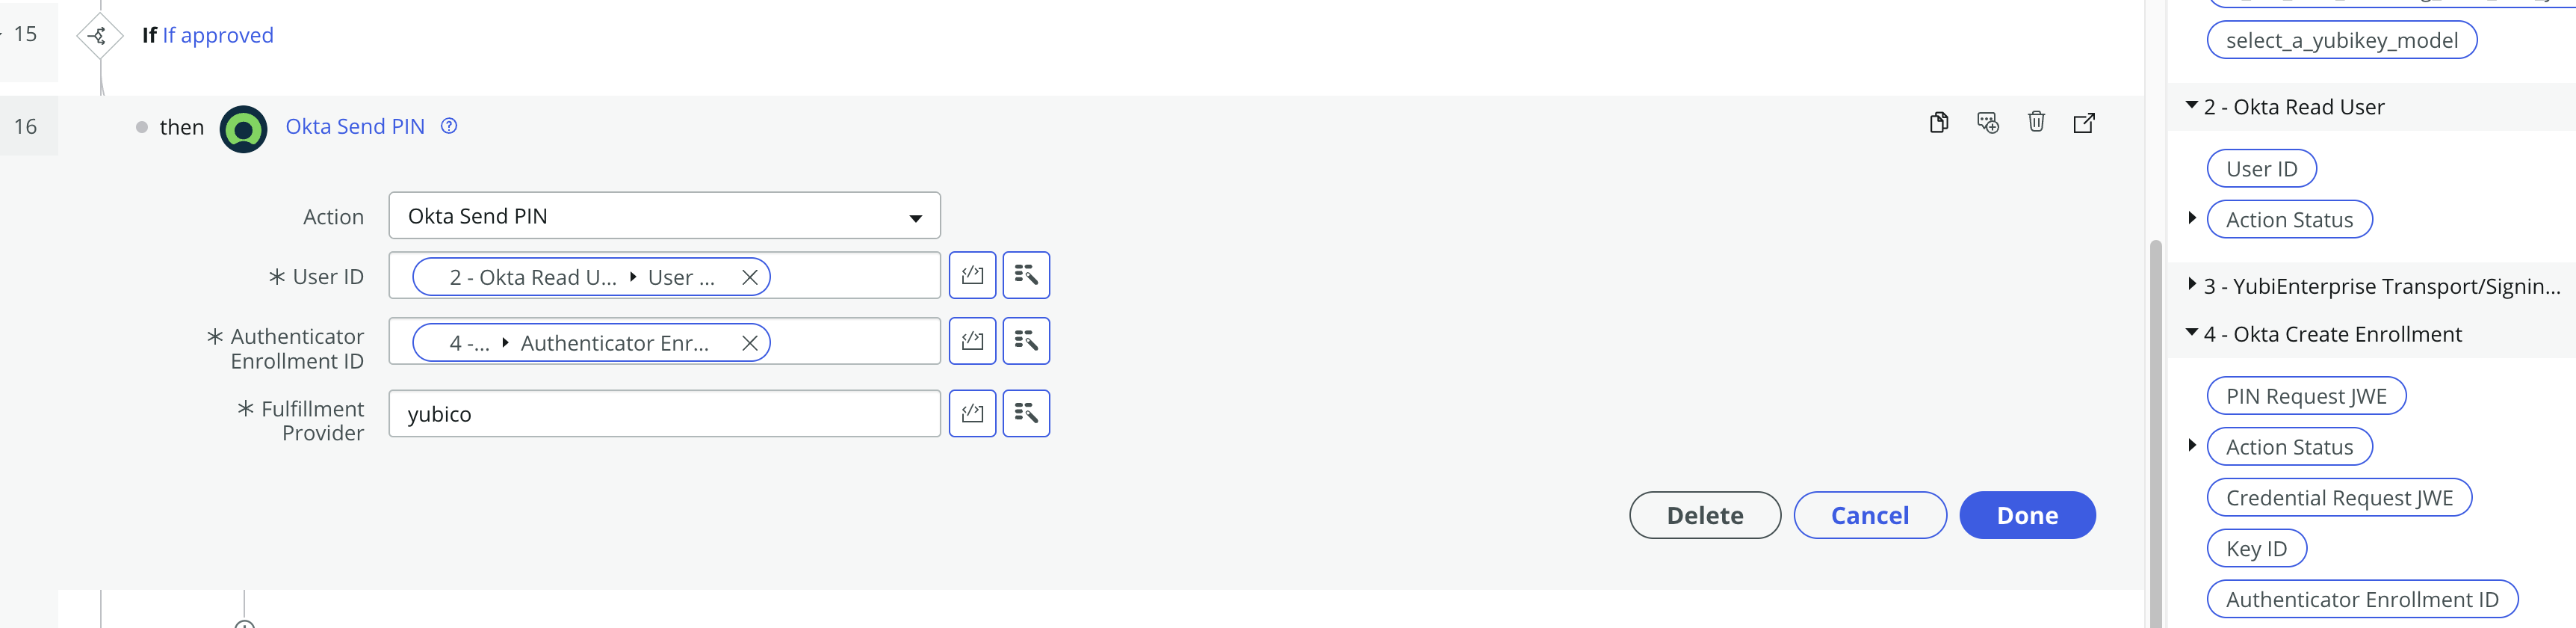 15
If If approved
select_a_yubikey_model
2 - Okta Read User
16
then Okta Send PIN
User ID
Action
Okta Send PIN
Action Status
* User ID
2 - Okta Read U... User ...
3 - YubiEnterprise Transport/Signin...
* Authenticator
Enrollment ID
4 -... Authenticator Enr...
4 - Okta Create Enrollment
PIN Request JWE
* Fulfillment
Provider
yubico
Action Status
Credential Request JWE
Delete
Cancel
Done
Key ID
Authenticator Enrollment ID